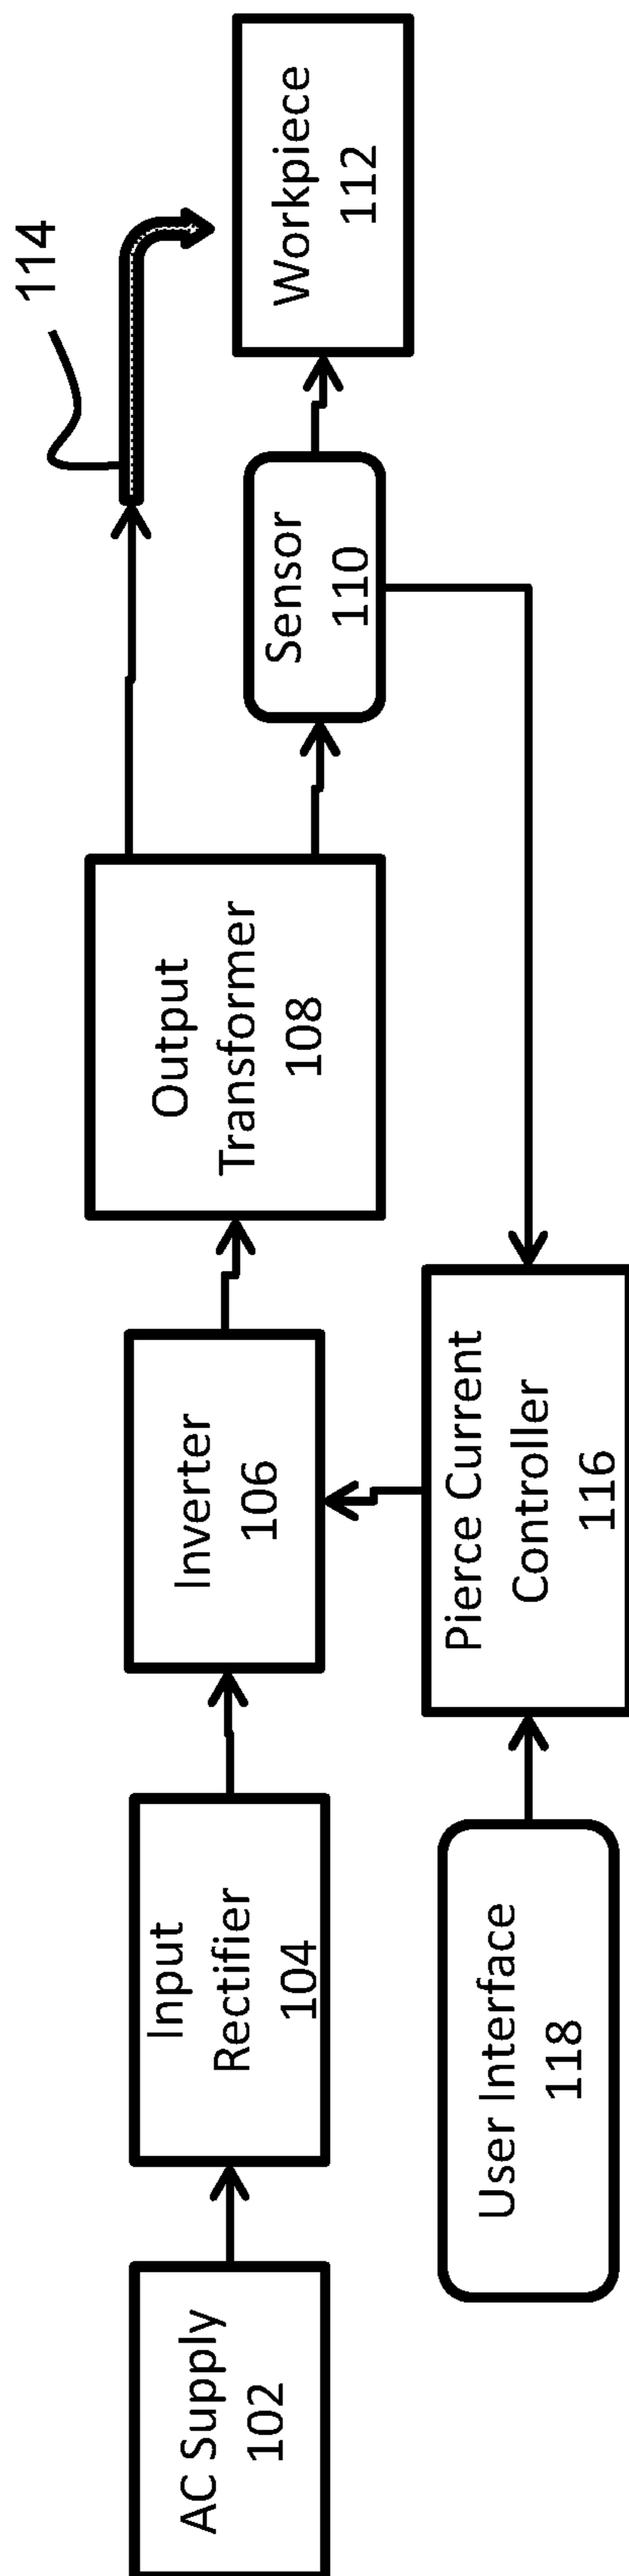 114
AC Supply
102
Input
Rectifier
104
Inverter
106
Output
Transformer
108
Sensor
110
Workpiece
112
User Interface
118
Pierce Current
Controller
116